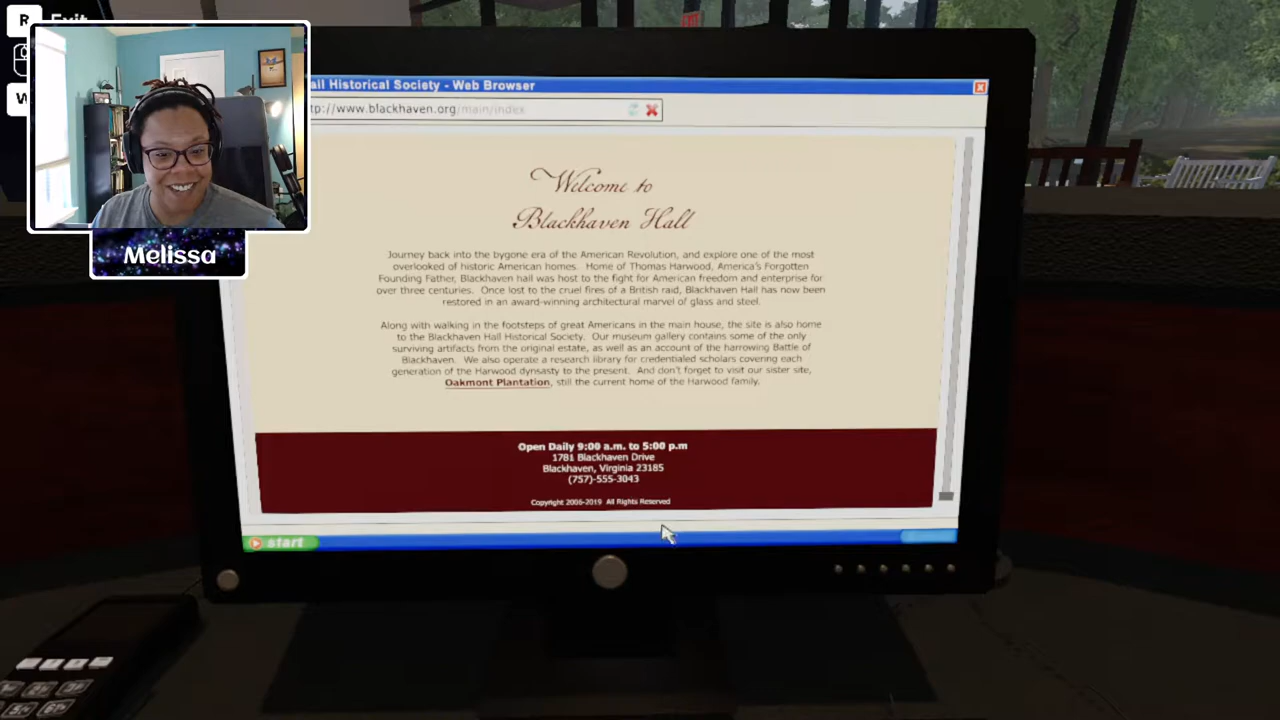 R Exit
all Historical Society - Web Browser
tp://www.blackhaven.org/main/index
Melissa
Welcome to
Blackhaven Hall
Journey back into the bygone era of the American Revolution, and explore one of the most
overlooked of historic American homes. Home of Thomas Harwood, America's Forgotten
Founding Father, Blackhaven hall was host to the fight for American freedom and enterprise for
over three centuries. Once lost to the cruel fires of a British raid, Blackhaven Hall has now been
restored in an award-winning architectural marvel of glass and steel.
Along with walking in the footsteps of great Americans in the main house, the site is also home
to the Blackhaven Hall Historical Society. Our museum gallery contains some of the only
surviving artifacts from the original estate, as well as an account of the harrowing Battle of
Blackhaven. We also operate a research library for credentialed scholars covering each
generation of the Harwood dynasty to the present. And don't forget to visit our sister site,
Oakmont Plantation, still the current home of the Harwood family.
Open Daily 9:00 a.m. to 5:00 p.m
1781 Blackhaven Drive
Blackhaven, Virginia 23185
(757)-555-3043
Copyright 2006-2019 All Rights Reserved
start